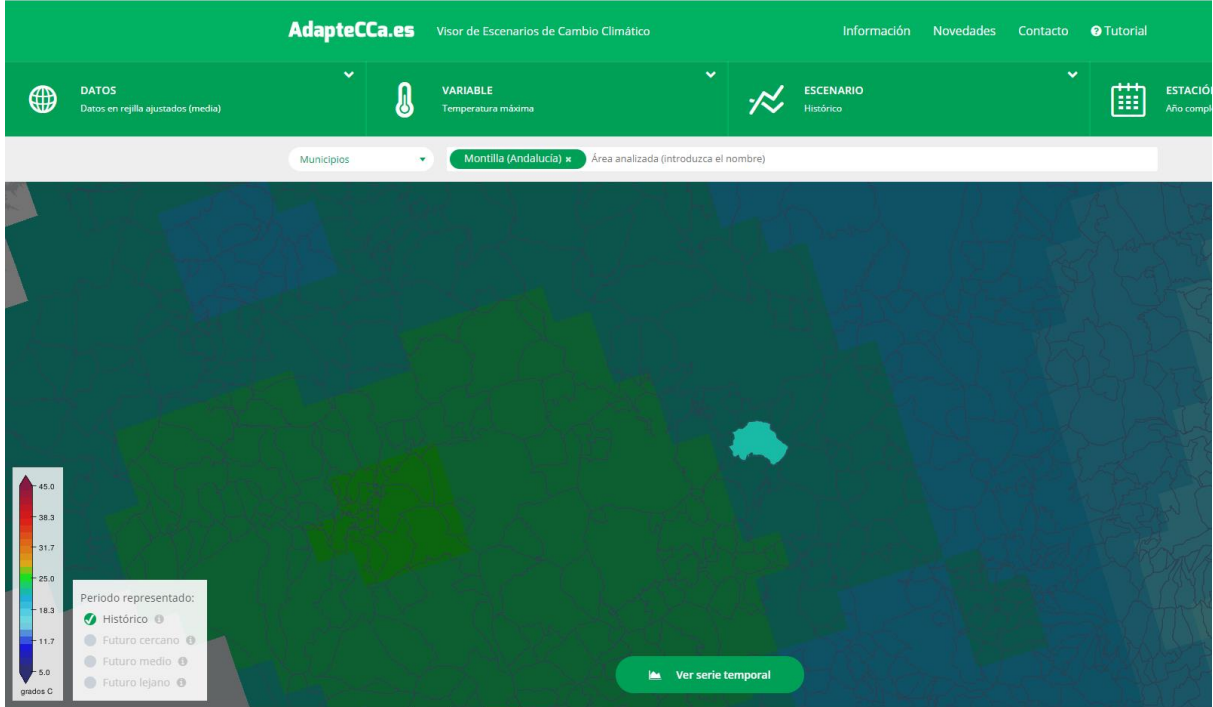 AdapteCCa.es Visor de Escenarios de Cambio Climático Información Novedades Contacto Tutorial
DATOS
Datos en rejilla ajustados (media)
VARIABLE
Temperatura máxima
ESCENARIO
Histórico
ESTACIÓN
Año compl
Municipios
Montilla (Andalucía) × Área analizada (introduzca el nombre)
45.0
38.3
31.7
25.0
18.3
11.7
5.0
grados C
Periodo representado:
Histórico
Futuro cercano
Futuro medio
Futuro lejano
Ver serie temporal